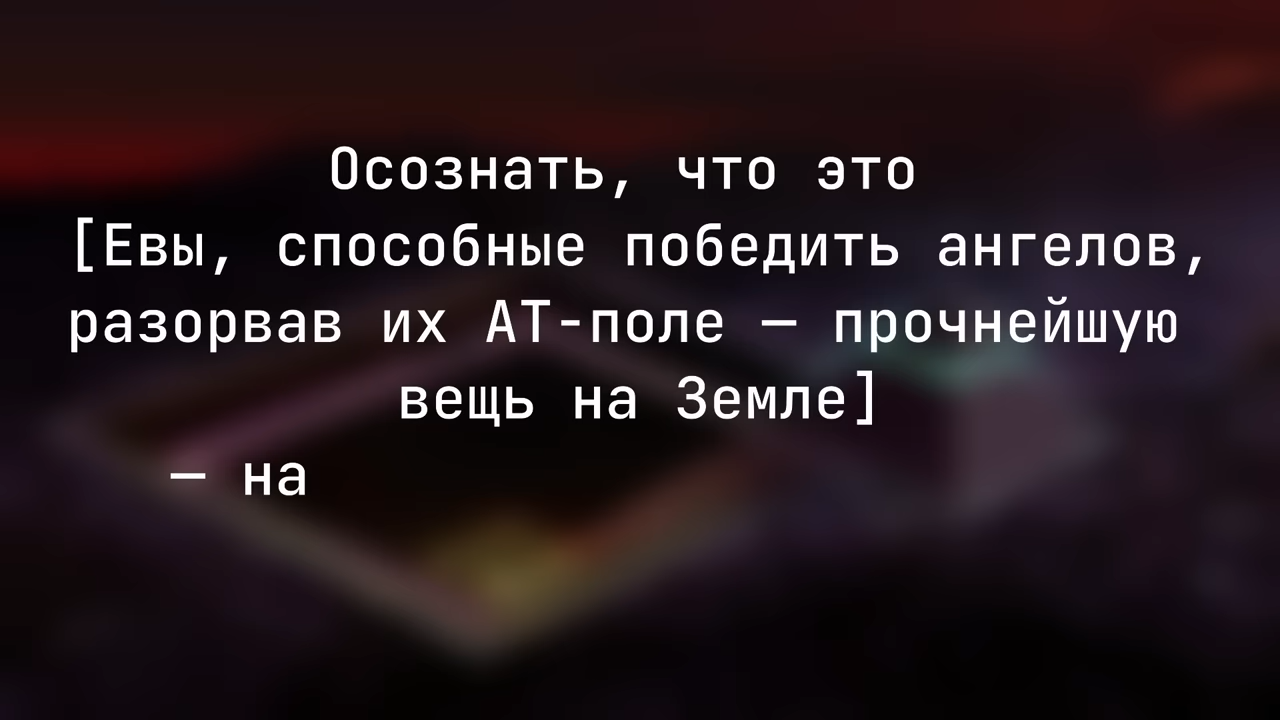 Осознать, что это
[Евы, способные победить ангелов,
разорвав их АТ-поле — прочнейшую
вещь на Земле]
— на